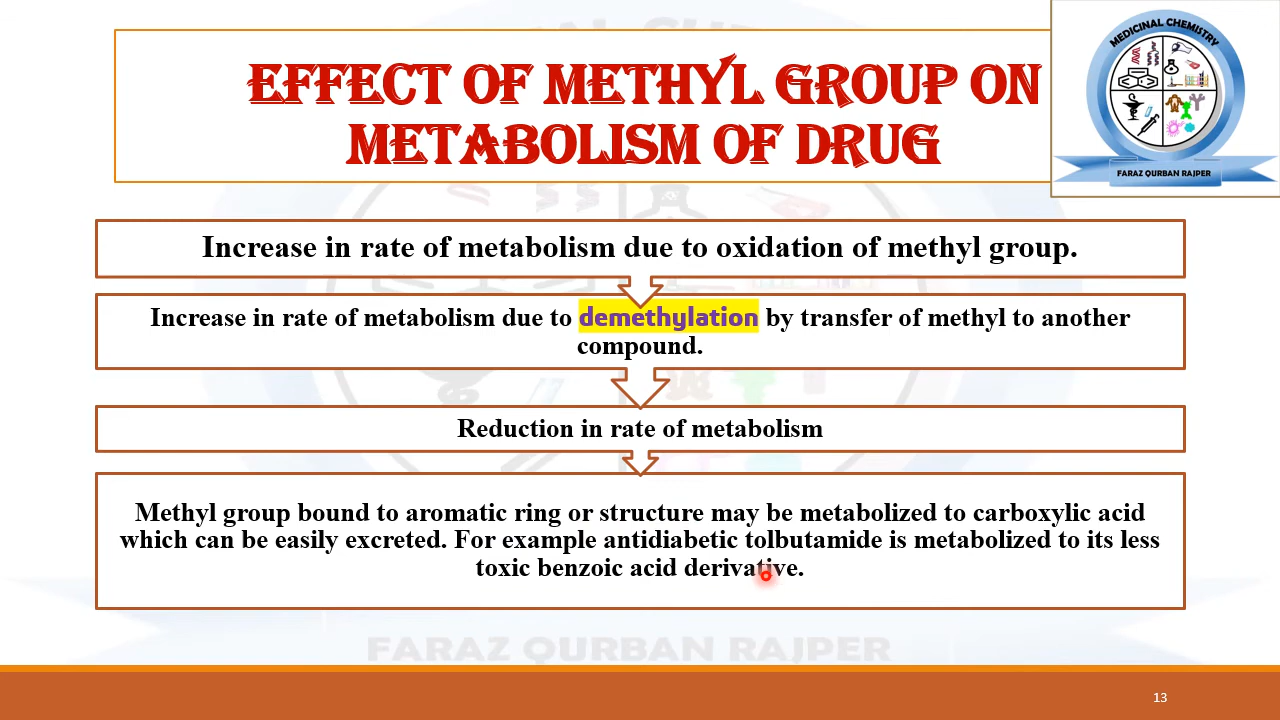 EFFECT OF METHYL GROUP ON
METABOLISM OF DRUG
MEDICINAL CHEMISTRY
FARAZ QURBAN RAJPER
Increase in rate of metabolism due to oxidation of methyl group.
Increase in rate of metabolism due to demethylation by transfer of methyl to another
compound.
Reduction in rate of metabolism
Methyl group bound to aromatic ring or structure may be metabolized to carboxylic acid
which can be easily excreted. For example antidiabetic tolbutamide is metabolized to its less
toxic benzoic acid derivative.
FARAZ QURBAN RAJPER
13